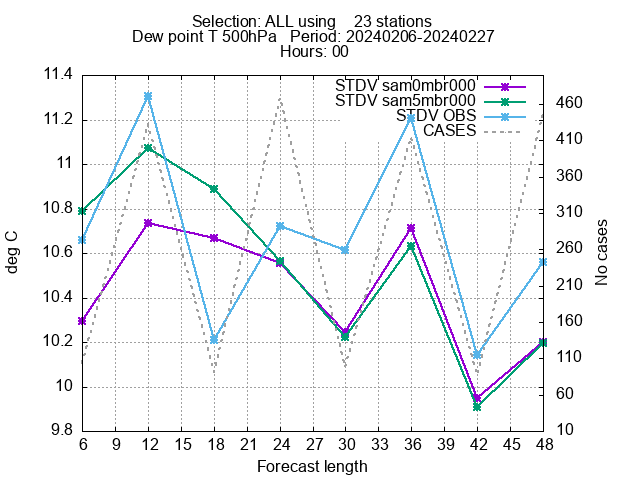 Selection: ALL using    23 stations
Dew point T 500hPa   Period: 20240206-20240227
Hours: 00
STDV sam0mbr000
STDV sam5mbr000
STDV OBS
CASES
deg C
11.4
11.2
11
10.8
10.6
10.4
10.2
10
9.8
No cases
460
410
360
310
260
210
160
110
60
10
6 9 12 15 18 21 24 27 30 33 36 39 42 45 48
Forecast length